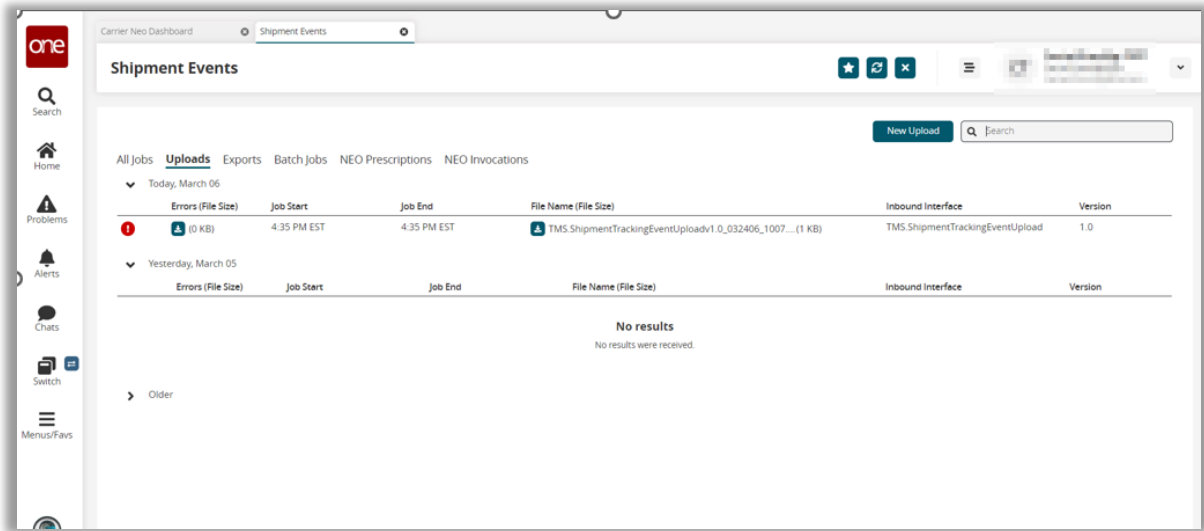 one
Search
Home
Problems
Alerts
Chats
Switch
Menus/Favs
Carrier Neo Dashboard
Shipment Events
Shipment Events
New Upload
Search
All Jobs Uploads Exports Batch Jobs NEO Prescriptions NEO Invocations
Today, March 06
Errors (File Size) Job Start Job End File Name (File Size) Inbound Interface Version
(0 KB) 4:35 PM EST 4:35 PM EST TMS.ShipmentTrackingEventUploadv1.0_032406_1007....(1 KB) TMS.ShipmentTrackingEventUpload 1.0
Yesterday, March 05
Errors (File Size) Job Start Job End File Name (File Size) Inbound Interface Version
No results
No results were received.
Older